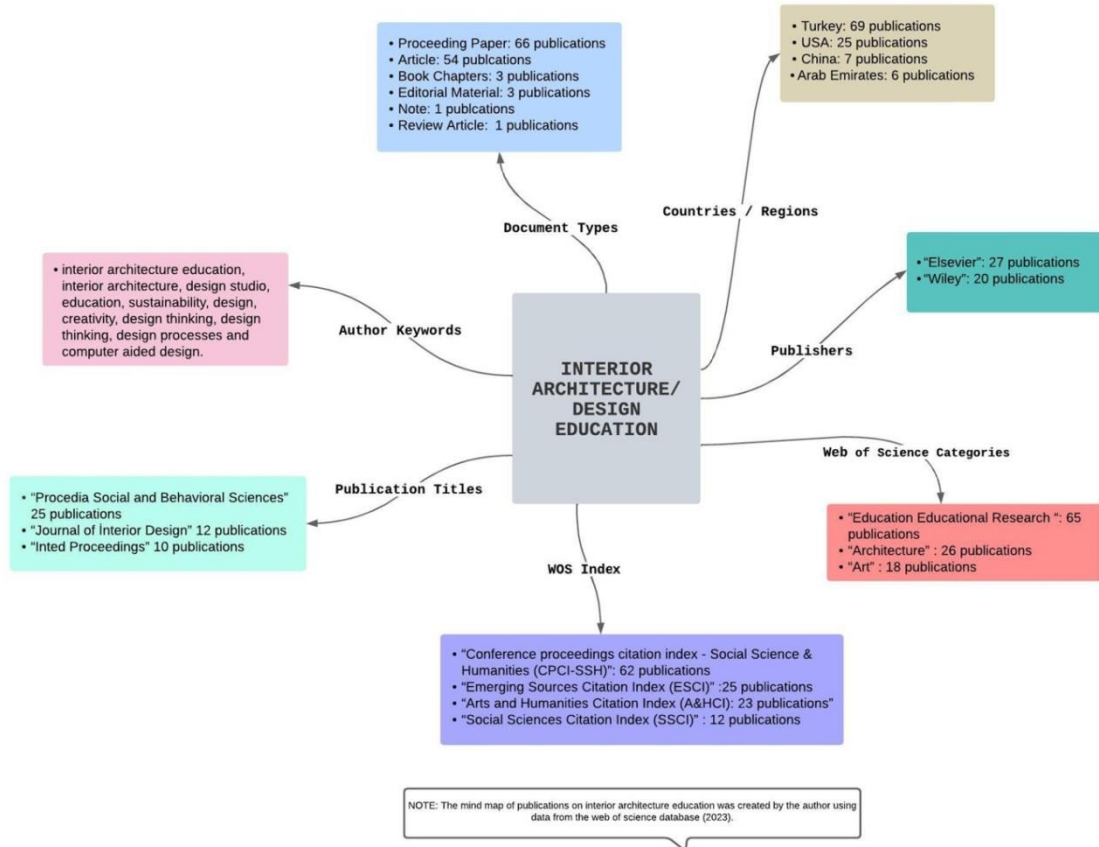 • Proceeding Paper: 66 publications
• Article: 54 publcations
• Book Chapters: 3 publications
• Editorial Material: 3 publications
• Note: 1 publcations
• Review Article:  1 publications
• Turkey: 69 publications
• USA: 25 publications
• China: 7 publications
• Arab Emirates: 6 publications
Document Types
Countries / Regions
• interior architecture education,
interior architecture, design studio,
education, sustainability, design,
creativity, design thinking, design
thinking, design processes and
computer aided design.
Author Keywords
• “Elsevier”: 27 publications
• “Wiley”: 20 publications
Publishers
INTERIOR
ARCHITECTURE/
DESIGN
EDUCATION
Web of Science Categories
• “Education Educational Research “: 65
publications
• “Architecture” : 26 publications
• “Art” : 18 publications
Publication Titles
• “Procedia Social and Behavioral Sciences”
25 publications
• “Journal of İnterior Design” 12 publications
• “Inted Proceedings” 10 publications
WOS Index
• “Conference proceedings citation index - Social Science &
Humanities (CPCI-SSH)”: 62 publications
• “Emerging Sources Citation Index (ESCI)” :25 publications
• “Arts and Humanities Citation Index (A&HCI): 23 publications”
• “Social Sciences Citation Index (SSCI)” : 12 publications
NOTE: The mind map of publications on interior architecture education was created by the author using
data from the web of science database (2023).